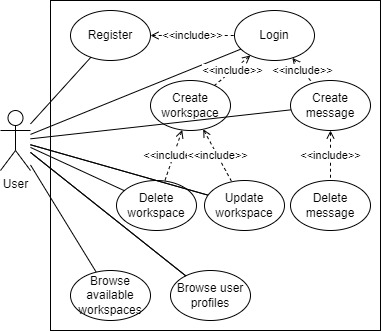 Register
<<include>>
Login
<<include>>
<<include>>
Create
workspace
Create
message
User
<<inclu
<<include>>
<<include>>
Delete
workspace
Update
workspace
Delete
message
Browse
available
workspaces
Browse user
profiles